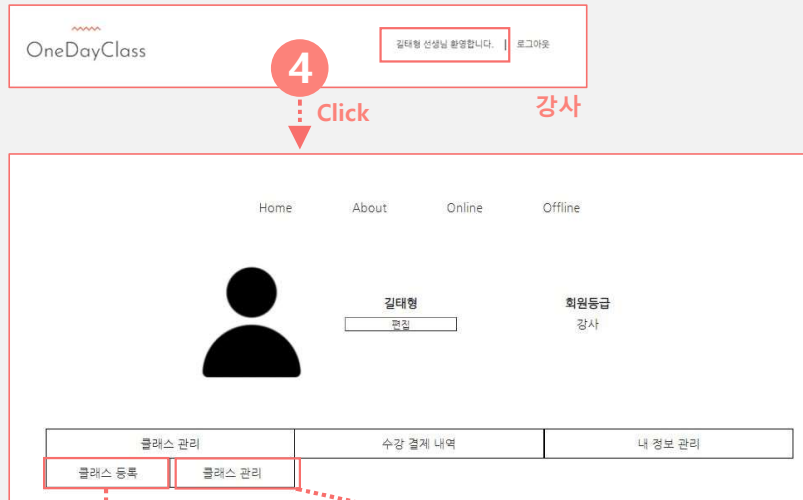 OneDayClass
길태형 선생님 환영합니다. | 로그아웃
4
Click
강사
Home About Online Offline
길태형 회원등급
편집 강사
클래스 관리 수강 결제 내역 내 정보 관리
클래스 등록 클래스 관리